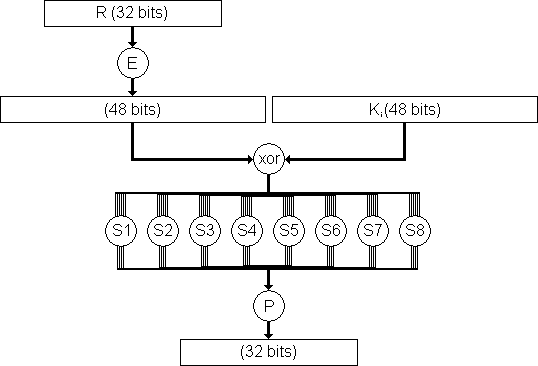 R (32 bits)
E
(48 bits)
Ki(48 bits)
xor
S1 S2 S3 S4 S5 S6 S7 S8
P
(32 bits)